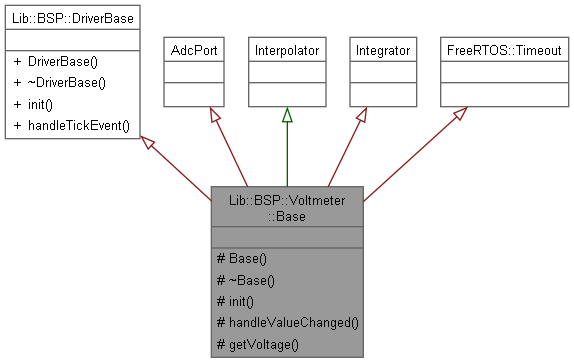 Lib::BSP::DriverBase
+ DriverBase()
+ ~DriverBase()
+ init()
+ handleTickEvent()
AdcPort
Interpolator
Integrator
FreeRTOS::Timeout
Lib::BSP::Voltmeter
::Base
# Base()
# ~Base()
# init()
# handleValueChanged()
# getVoltage()